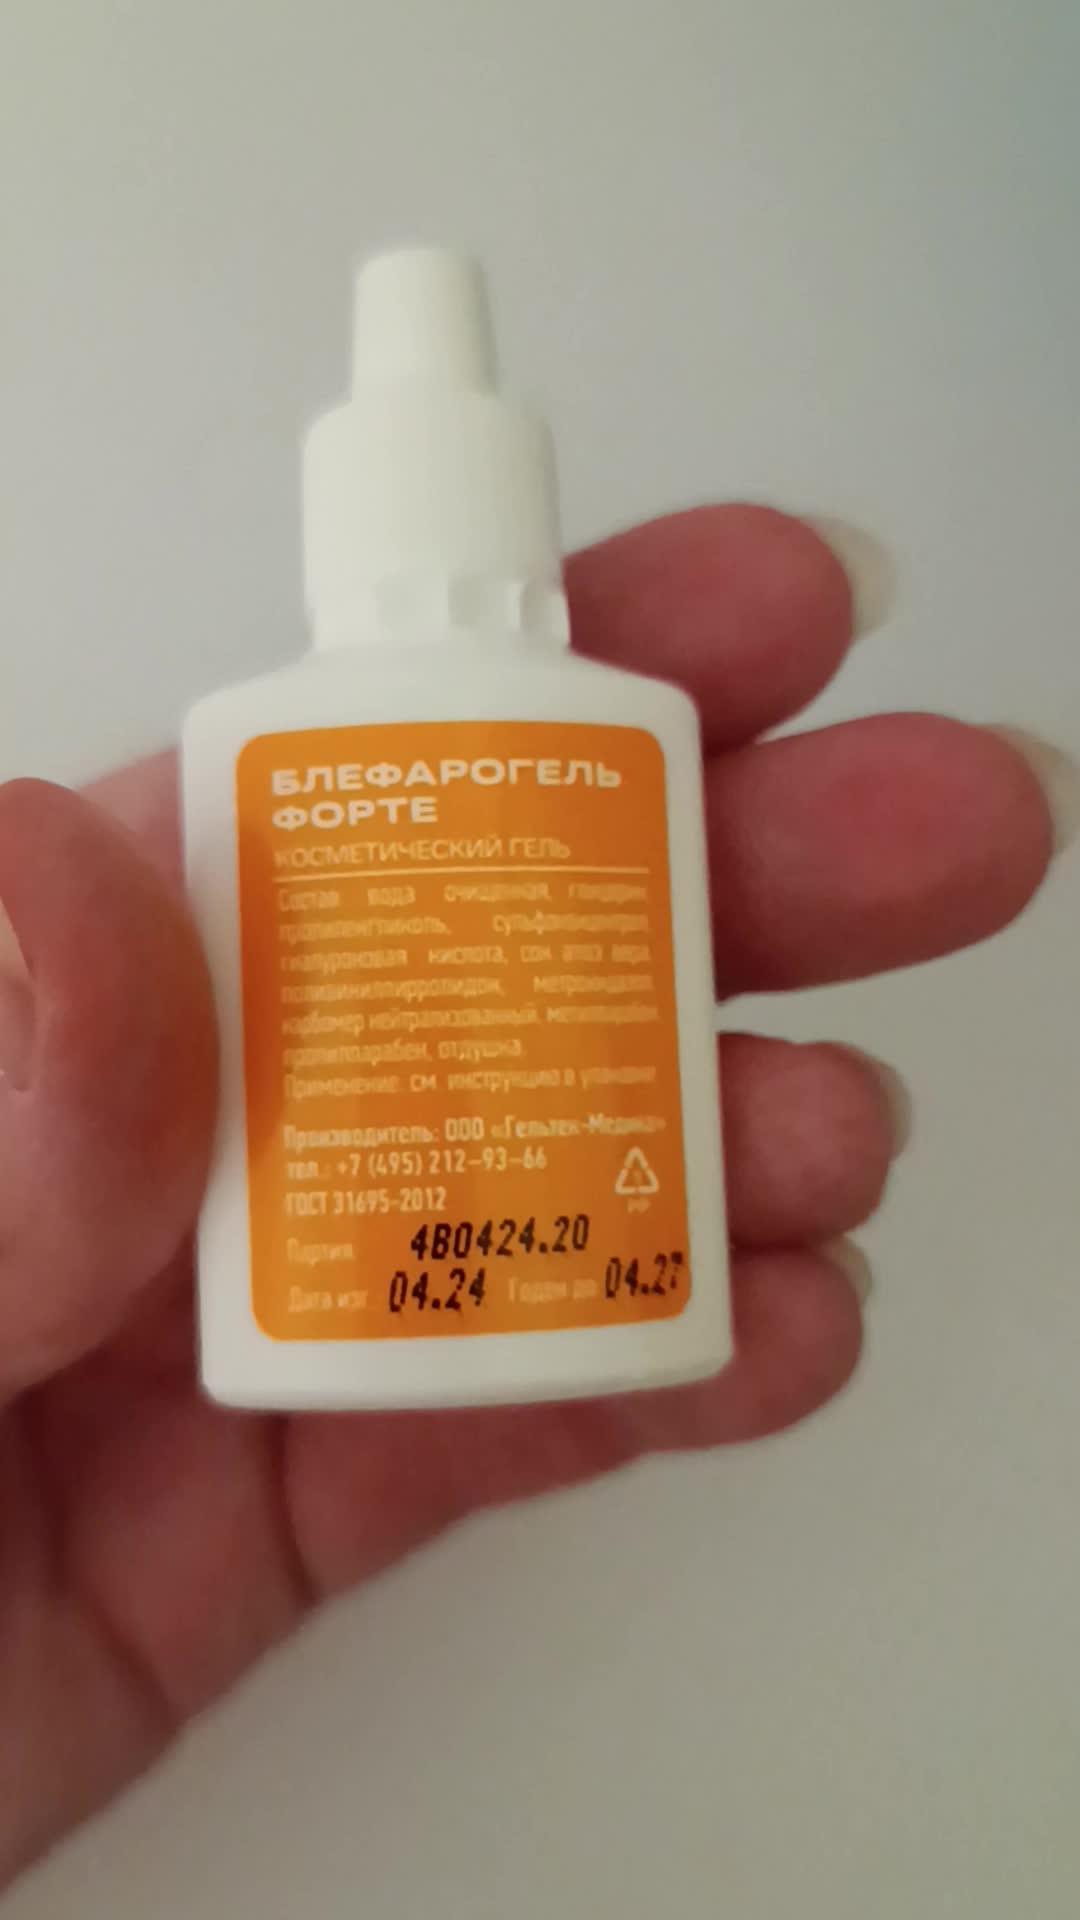 БЛЕФАРОГЕЛЬ
ФОРТЕ
КОСМЕТИЧЕСКИЙ ГЕЛЬ
Состав: вода очищенная, глицерин,
пропиленгликоль,
гиалуроновая кислота, сок алоэ вера,
поливинилпирролидон, метронидазол,
карбомер нейтрализованный, метилпарабен,
пропилпарабен, отдушка.
Применение: см. инструкцию в упаковке
Производитель: ООО «Гельтек-Медика»
тел.: +7 (495) 212-93-66
ГОСТ 31695-2012
PP
Партия 4B0424.20
Дата изг. 04.24 Годен до 04.27